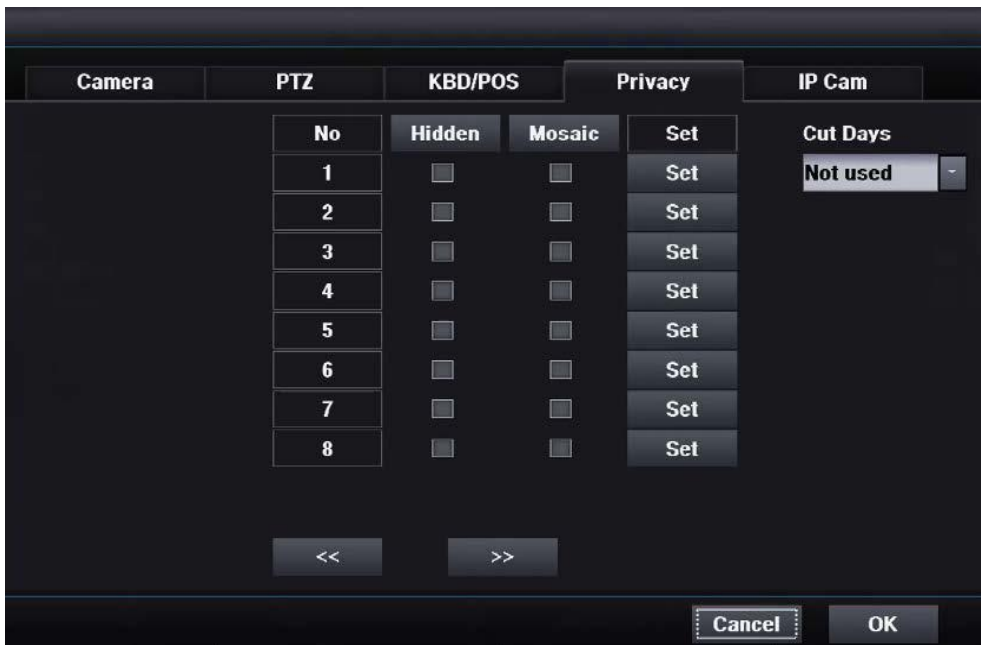 Camera PTZ KBD/POS Privacy IP Cam
No Hidden Mosaic Set Cut Days
1 Set Not used
2 Set
3 Set
4 Set
5 Set
6 Set
7 Set
8 Set
<< >>
Cancel OK